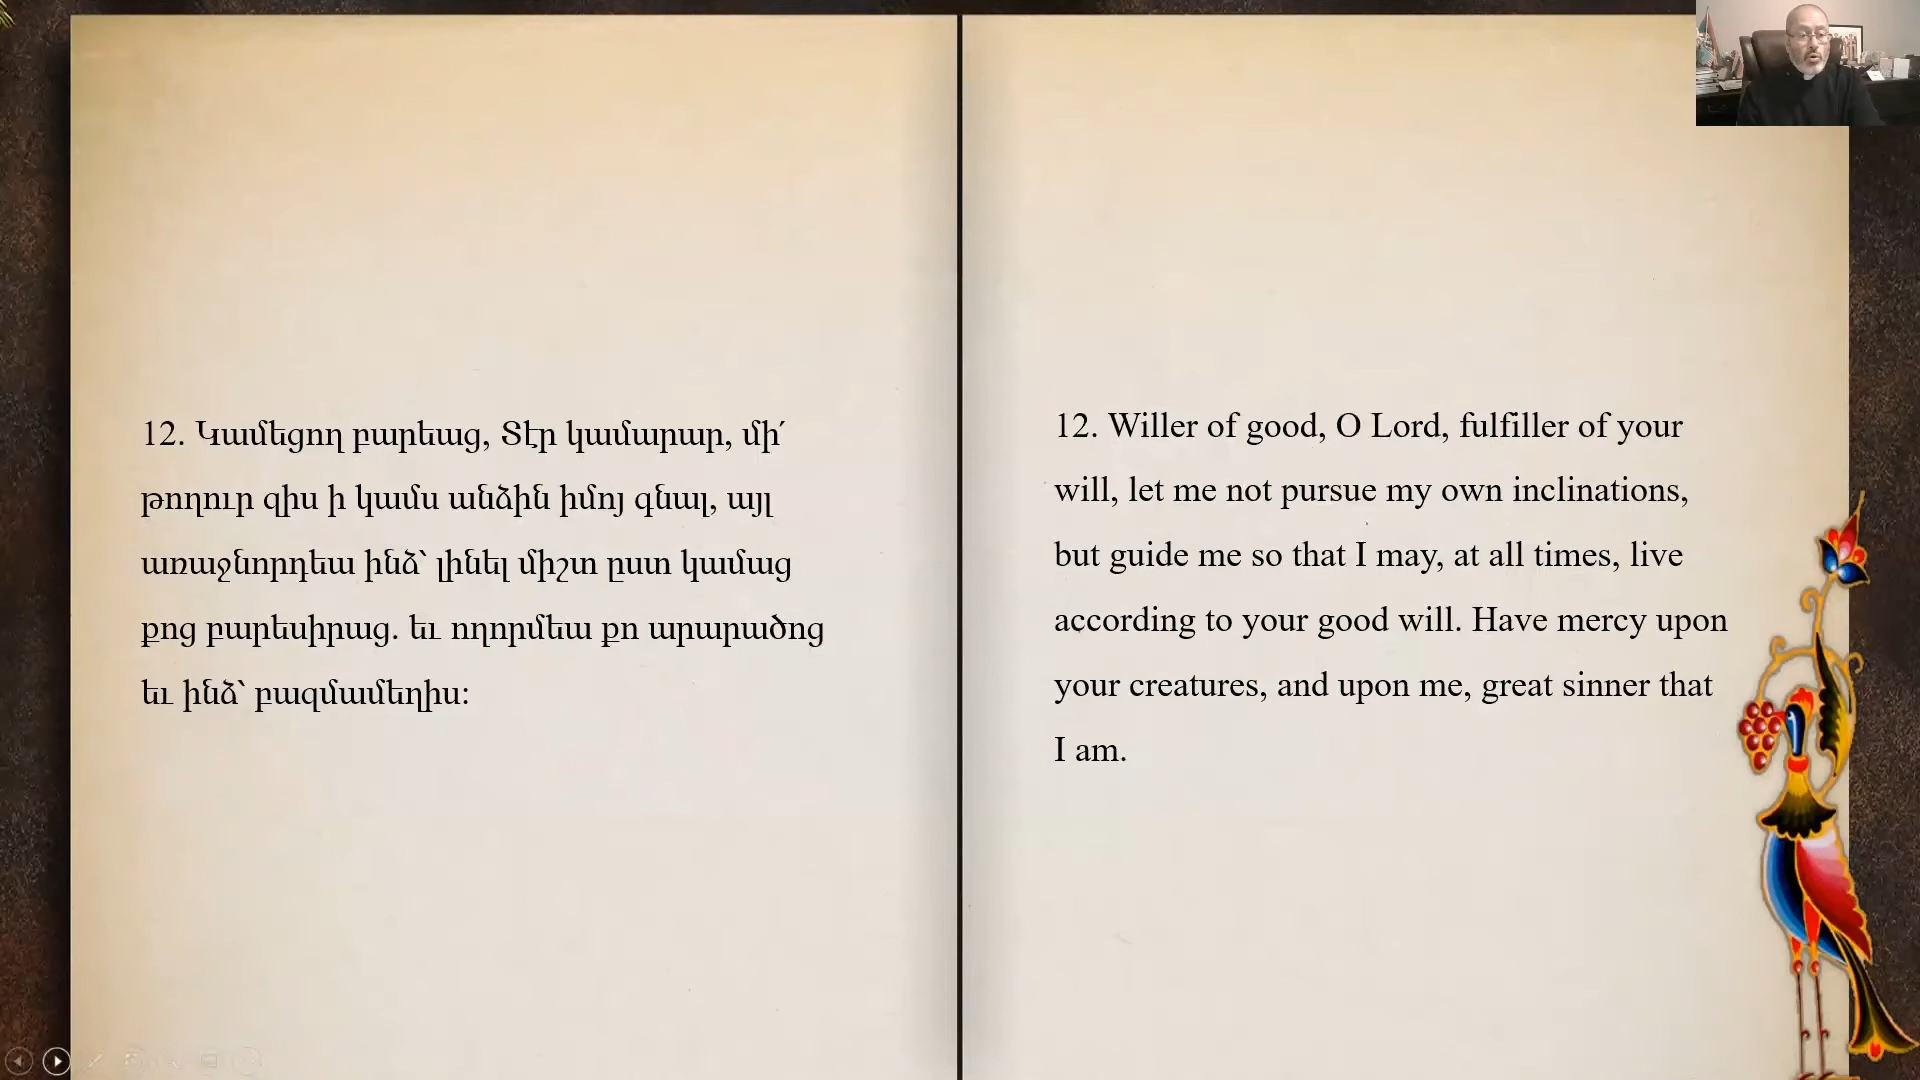 12. Կամեցող բարեաց, Տէր կամարար, մի՛
թողուր զիս ի կամս անձին իմոյ գնալ, այլ
առաջնորդեա ինձ՝ լինել միշտ ըստ կամաց
քոց բարեսիրաց. եւ ողորմեա քո արարածոց
եւ ինձ՝ բազմամեղիս։
12. Willer of good, O Lord, fulfiller of your
will, let me not pursue my own inclinations,
but guide me so that I may, at all times, live
according to your good will. Have mercy upon
your creatures, and upon me, great sinner that
I am.